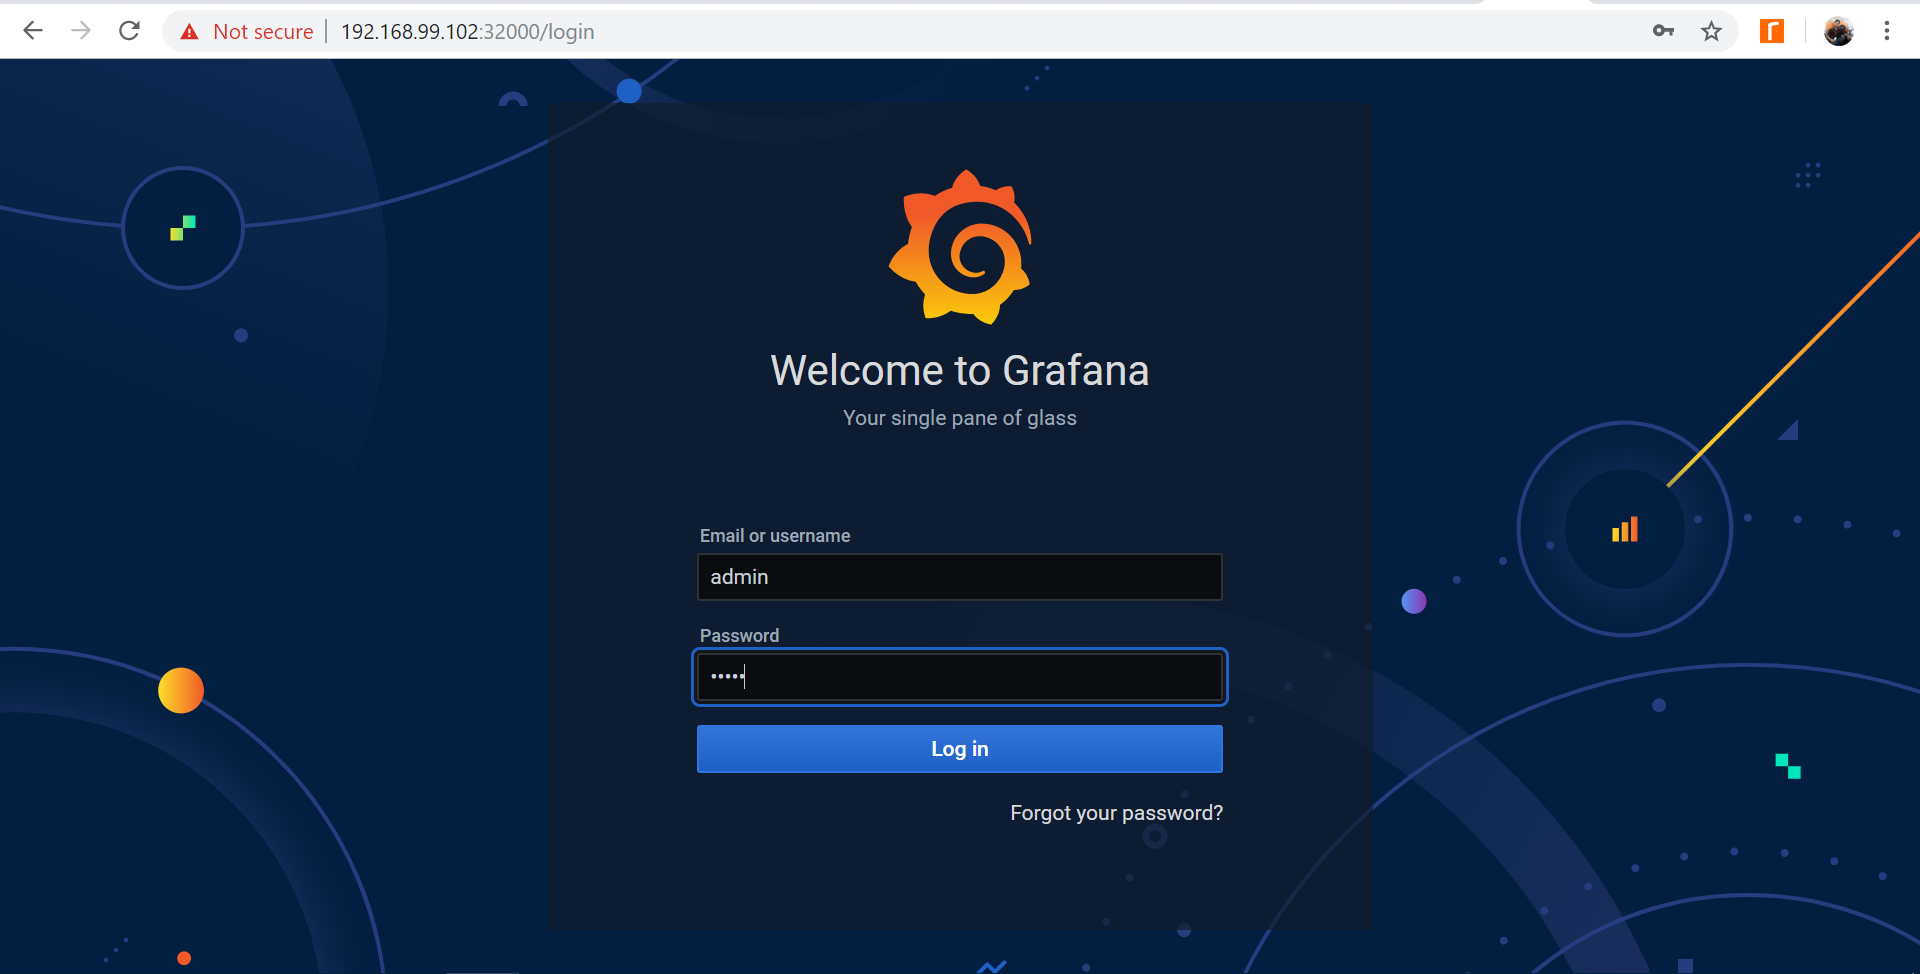 Not secure | 192.168.99.102:32000/login
Welcome to Grafana
Your single pane of glass
Email or username
admin
Password
•••••
Log in
Forgot your password?